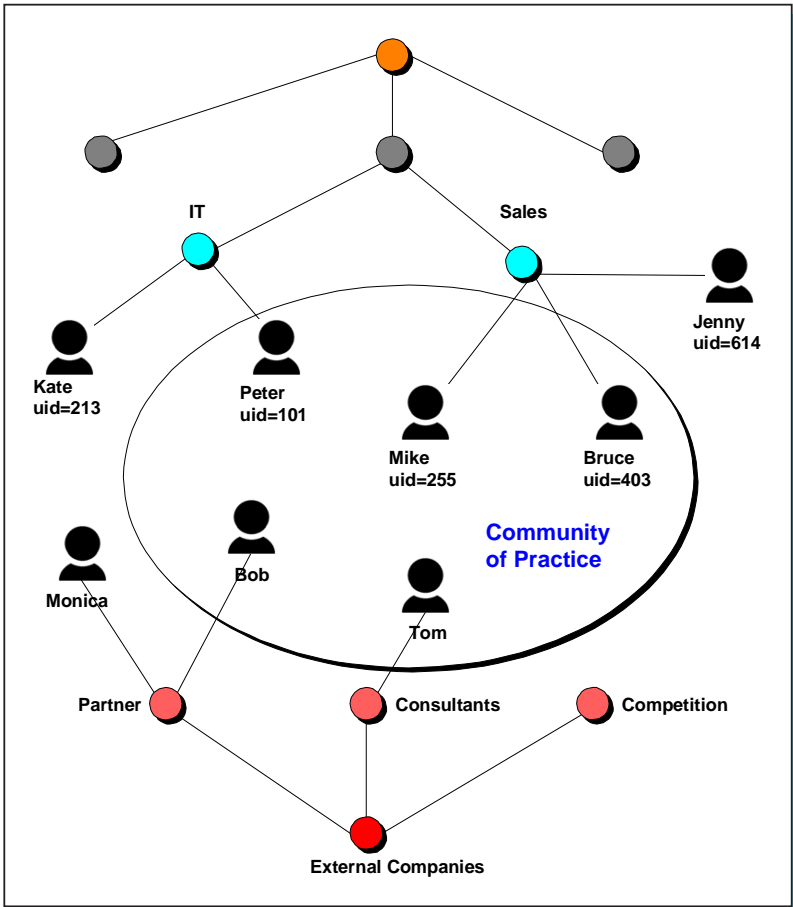 IT
Sales
Jenny
uid=614
Kate
uid=213
Peter
uid=101
Mike
uid=255
Bruce
uid=403
Community
of Practice
Bob
Monica
Tom
Partner
Consultants
Competition
External Companies